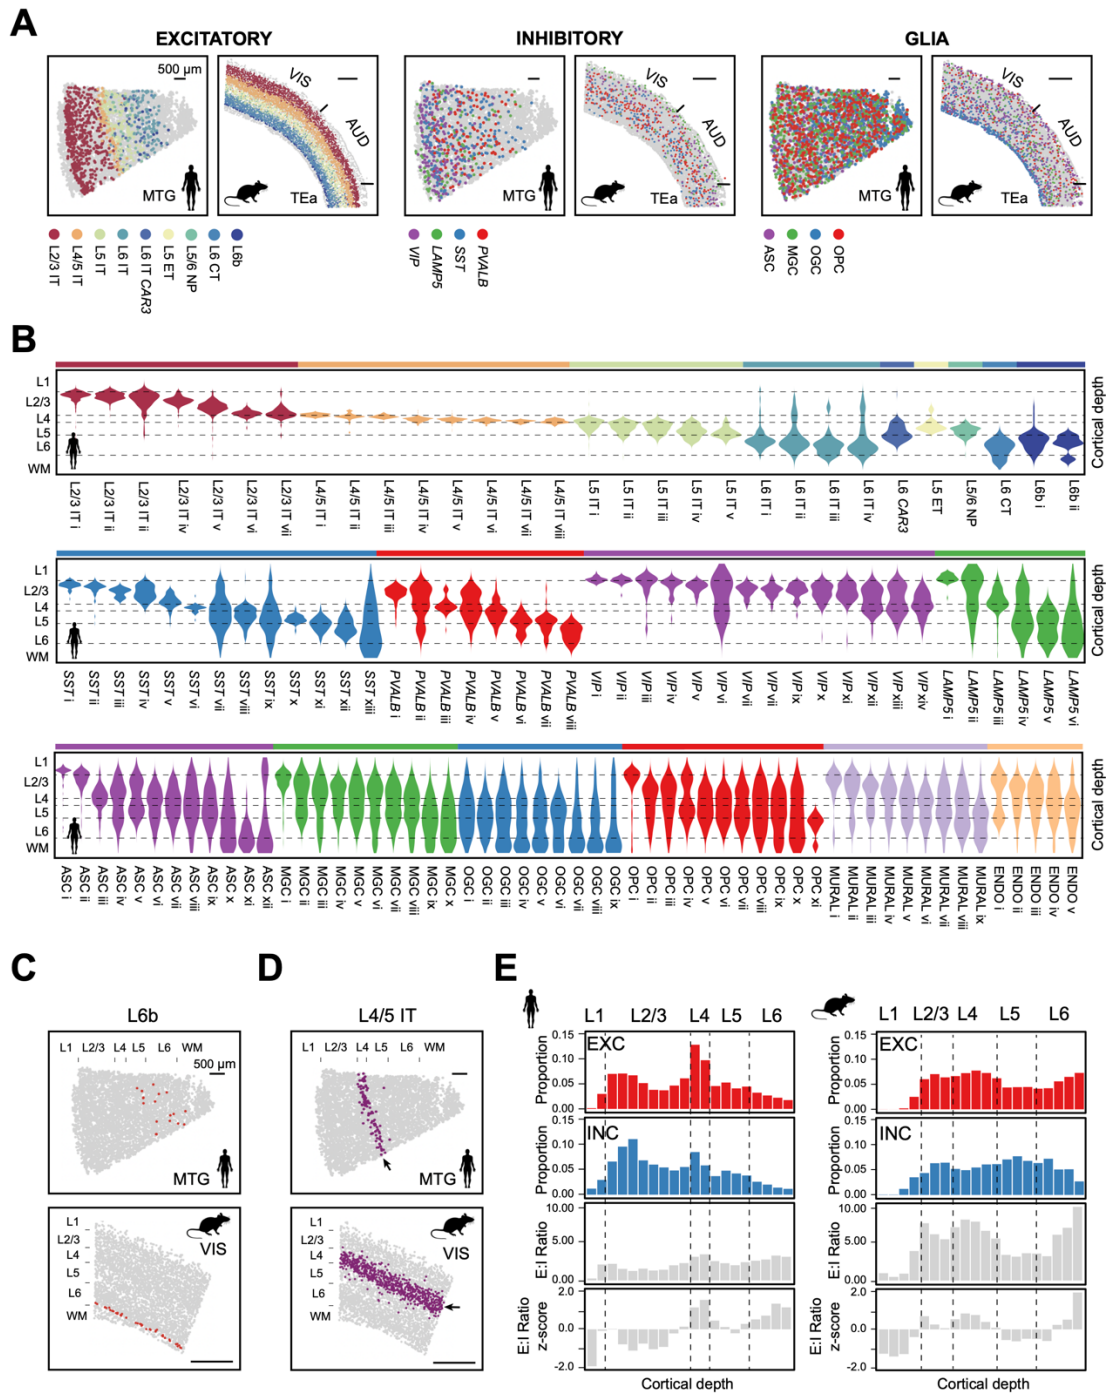 A
EXCITATORY INHIBITORY GLIA
500 µm
VIS
AUD
TEa
MTG
VIS
AUD
TEa
MTG
VIS
AUD
TEa
MTG
L2/3 IT
L4/5 IT
L5 IT
L6 IT
L6 IT CAR3
L5 ET
L5/6 NP
L6 CT
L6b
VIP
LAMP5
SST
PVALB
ASC
MGC
OGC
OPC
B
L1
L2/3
L4
L5
L6
WM
Cortical depth
L2/3 IT i
L2/3 IT ii
L2/3 IT ii
L2/3 IT iv
L2/3 IT v
L2/3 IT vi
L2/3 IT vii
L4/5 IT i
L4/5 IT ii
L4/5 IT iii
L4/5 IT iv
L4/5 IT v
L4/5 IT vi
L4/5 IT vii
L4/5 IT viii
L5 IT i
L5 IT ii
L5 IT iii
L5 IT iv
L5 IT v
L6 IT i
L6 IT ii
L6 IT iii
L6 IT iv
L6 CAR3
L5 ET
L5/6 NP
L6 CT
L6b i
L6b ii
L1
L2/3
L4
L5
L6
WM
Cortical depth
SST i
SST ii
SST iii
SST iv
SST v
SST vi
SST vii
SST viii
SST ix
SST x
SST xi
SST xii
SST xiii
PVALB i
PVALB ii
PVALB iii
PVALB iv
PVALB v
PVALB vi
PVALB vii
PVALB viii
VIP i
VIP ii
VIP iii
VIP iv
VIP v
VIP vi
VIP vii
VIP viii
VIP ix
VIP x
VIP xi
VIP xii
VIP xiii
VIP xiv
LAMP5 i
LAMP5 ii
LAMP5 iii
LAMP5 iv
LAMP5 v
LAMP5 vi
L1
L2/3
L4
L5
L6
WM
Cortical depth
ASC i
ASC ii
ASC iii
ASC iv
ASC v
ASC vi
ASC vii
ASC viii
ASC ix
ASC x
ASC xi
ASC xii
MGC i
MGC ii
MGC iii
MGC iv
MGC v
MGC vi
MGC vii
MGC viii
MGC ix
MGC x
OGC i
OGC ii
OGC iii
OGC iv
OGC v
OGC vi
OGC vii
OGC viii
OGC ix
OPC i
OPC ii
OPC iii
OPC iv
OPC v
OPC vi
OPC vii
OPC viii
OPC ix
OPC x
OPC xi
MURAL i
MURAL ii
MURAL iii
MURAL iv
MURAL v
MURAL vi
MURAL vii
MURAL viii
MURAL ix
ENDO i
ENDO ii
ENDO iii
ENDO iv
ENDO v
C
L6b
L1 L2/3 L4 L5 L6 WM
500 µm
MTG
VIS
L1
L2/3
L4
L5
L6
WM
D
L4/5 IT
L1 L2/3 L4 L5 L6 WM
MTG
VIS
L1
L2/3
L4
L5
L6
WM
E
L1 L2/3 L4 L5 L6
EXC
Proportion
0.15
0.10
0.05
0.00
INC
Proportion
0.15
0.10
0.05
0.00
E:I Ratio
10.00
5.00
0.00
E:I Ratio
z-score
2.0
0.0
-2.0
Cortical depth
L1 L2/3 L4 L5 L6
EXC
Proportion
0.15
0.10
0.05
0.00
INC
Proportion
0.15
0.10
0.05
0.00
E:I Ratio
10.00
5.00
0.00
E:I Ratio
z-score
2.0
0.0
-2.0
Cortical depth